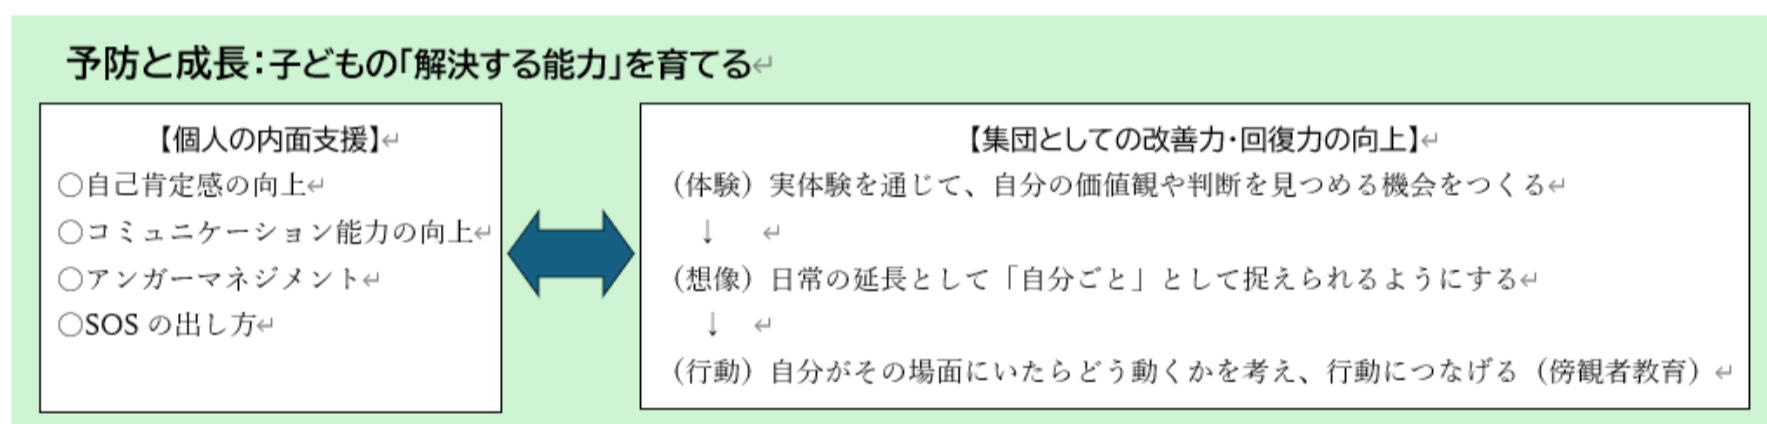 予防と成長：子どもの「解決する能力」を育てる↵
【個人の内面支援】↵
○自己肯定感の向上↵
○コミュニケーション能力の向上↵
○アンガーマネジメント↵
○SOS の出し方↵
【集団としての改善力・回復力の向上】↵
（体験）実体験を通じて、自分の価値観や判断を見つめる機会をつくる↵
↓ ↵
（想像）日常の延長として「自分ごと」として捉えられるようにする↵
↓ ↵
（行動）自分がその場面にいたらどう動くかを考え、行動につなげる（傍観者教育）↵